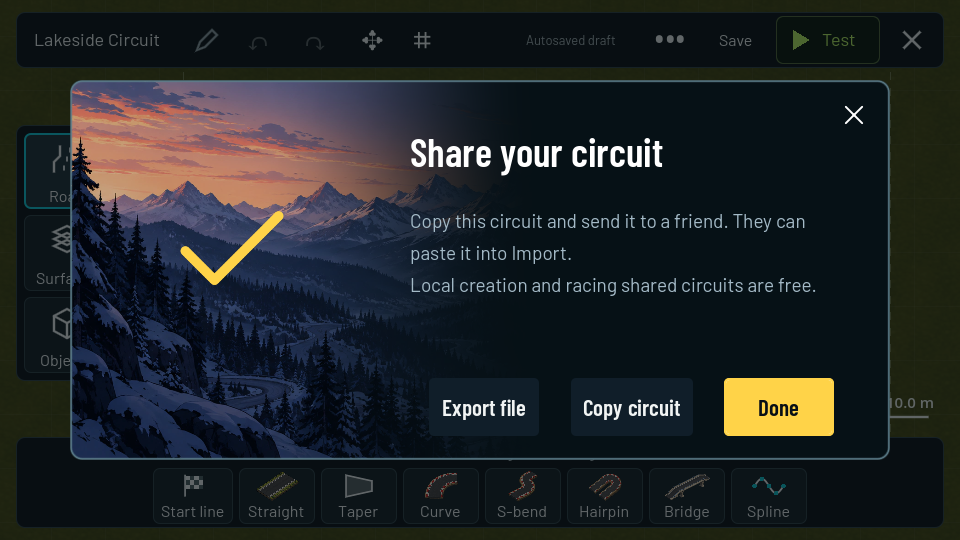 Lakeside Circuit
Autosaved draft
Save
Test
Share your circuit
Copy this circuit and send it to a friend. They can
paste it into Import.
Local creation and racing shared circuits are free.
Export file
Copy circuit
Done
10.0 m
Start line
Straight
Taper
Curve
S-bend
Hairpin
Bridge
Spline